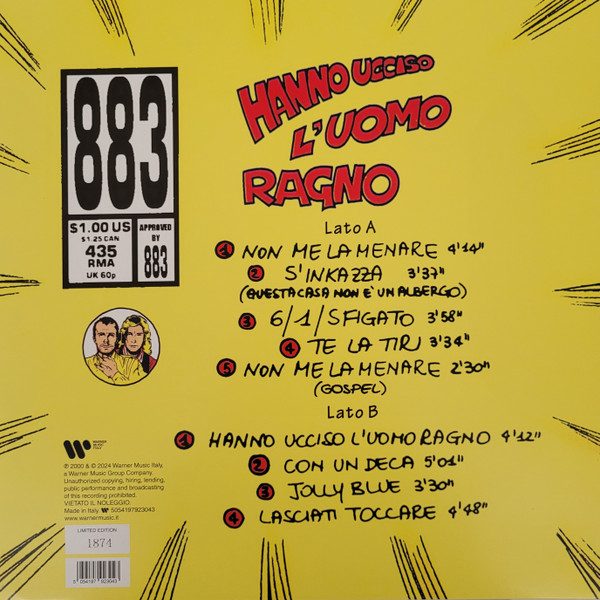 883
$1.00 US
$1.25 CAN
435
RMA
UK 60p
APPROVED
BY
883
HANNO UCCISO
L'UOMO
RAGNO
Lato A
1 NON ME LA MENARE 4'14"
2 S'INKAZZA 3'37"
(QUESTA CASA NON E' UN ALBERGO)
3 6/1/SFIGATO 3'58"
4 TE LA TIRI 3'34"
5 NON ME LA MENARE 2'30"
(GOSPEL)
Lato B
1 HANNO UCCISO L'UOMO RAGNO 4'12"
2 CON UN DECA 5'01"
3 JOLLY BLUE 3'30"
4 LASCIATI TOCCARE 4'48"
WARNER
MUSIC
ITALY
℗ 2000 & © 2024 Warner Music Italy,
a Warner Music Group Company.
Unauthorized copying, hiring, lending,
public performance and broadcasting
of this recording prohibited.
VIETATO IL NOLEGGIO.
Made in Italy. 5054197923043
www.warnermusic.it
LIMITED EDITION
1874
5 054197 923043